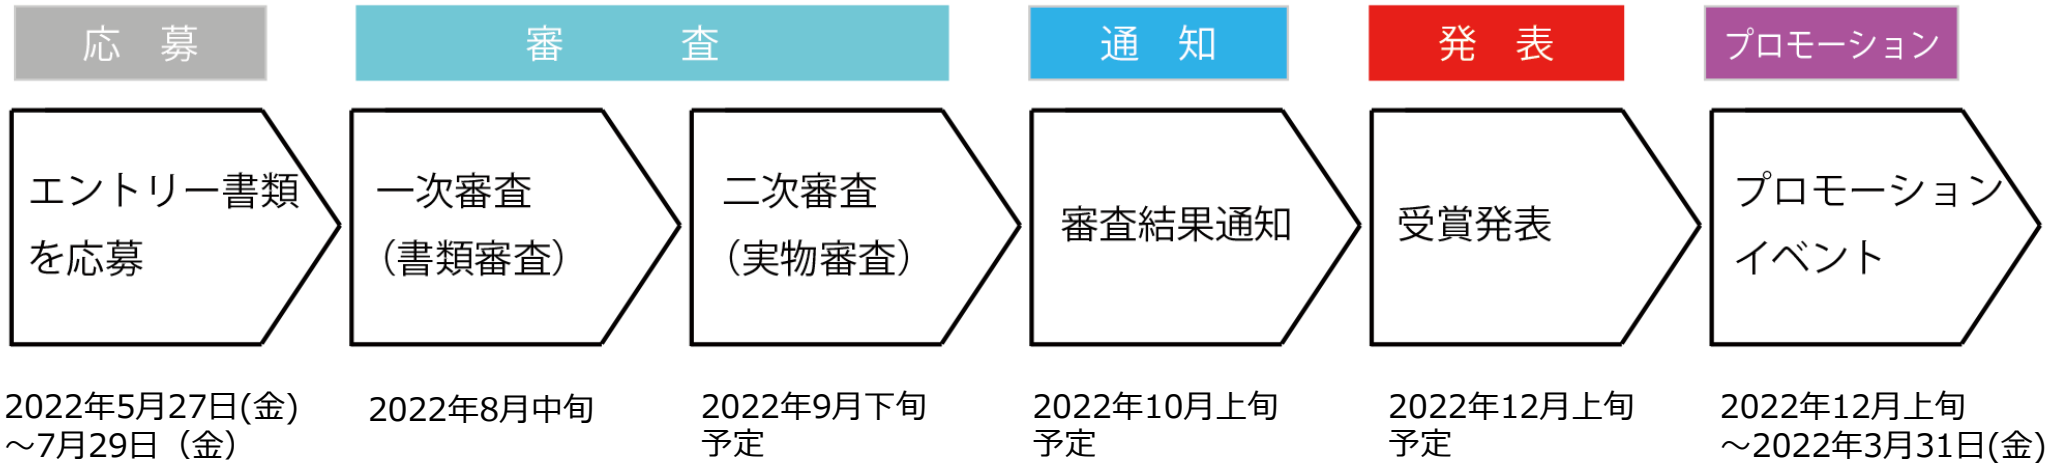 応　募
審　査
通　知
発　表
プロモーション
エントリー書類
を応募
一次審査
（書類審査）
二次審査
（実物審査）
審査結果通知
受賞発表
プロモーション
イベント
2022年5月27日(金)
～7月29日（金）
2022年8月中旬
2022年9月下旬
予定
2022年10月上旬
予定
2022年12月上旬
予定
2022年12月上旬
～2022年3月31日(金)